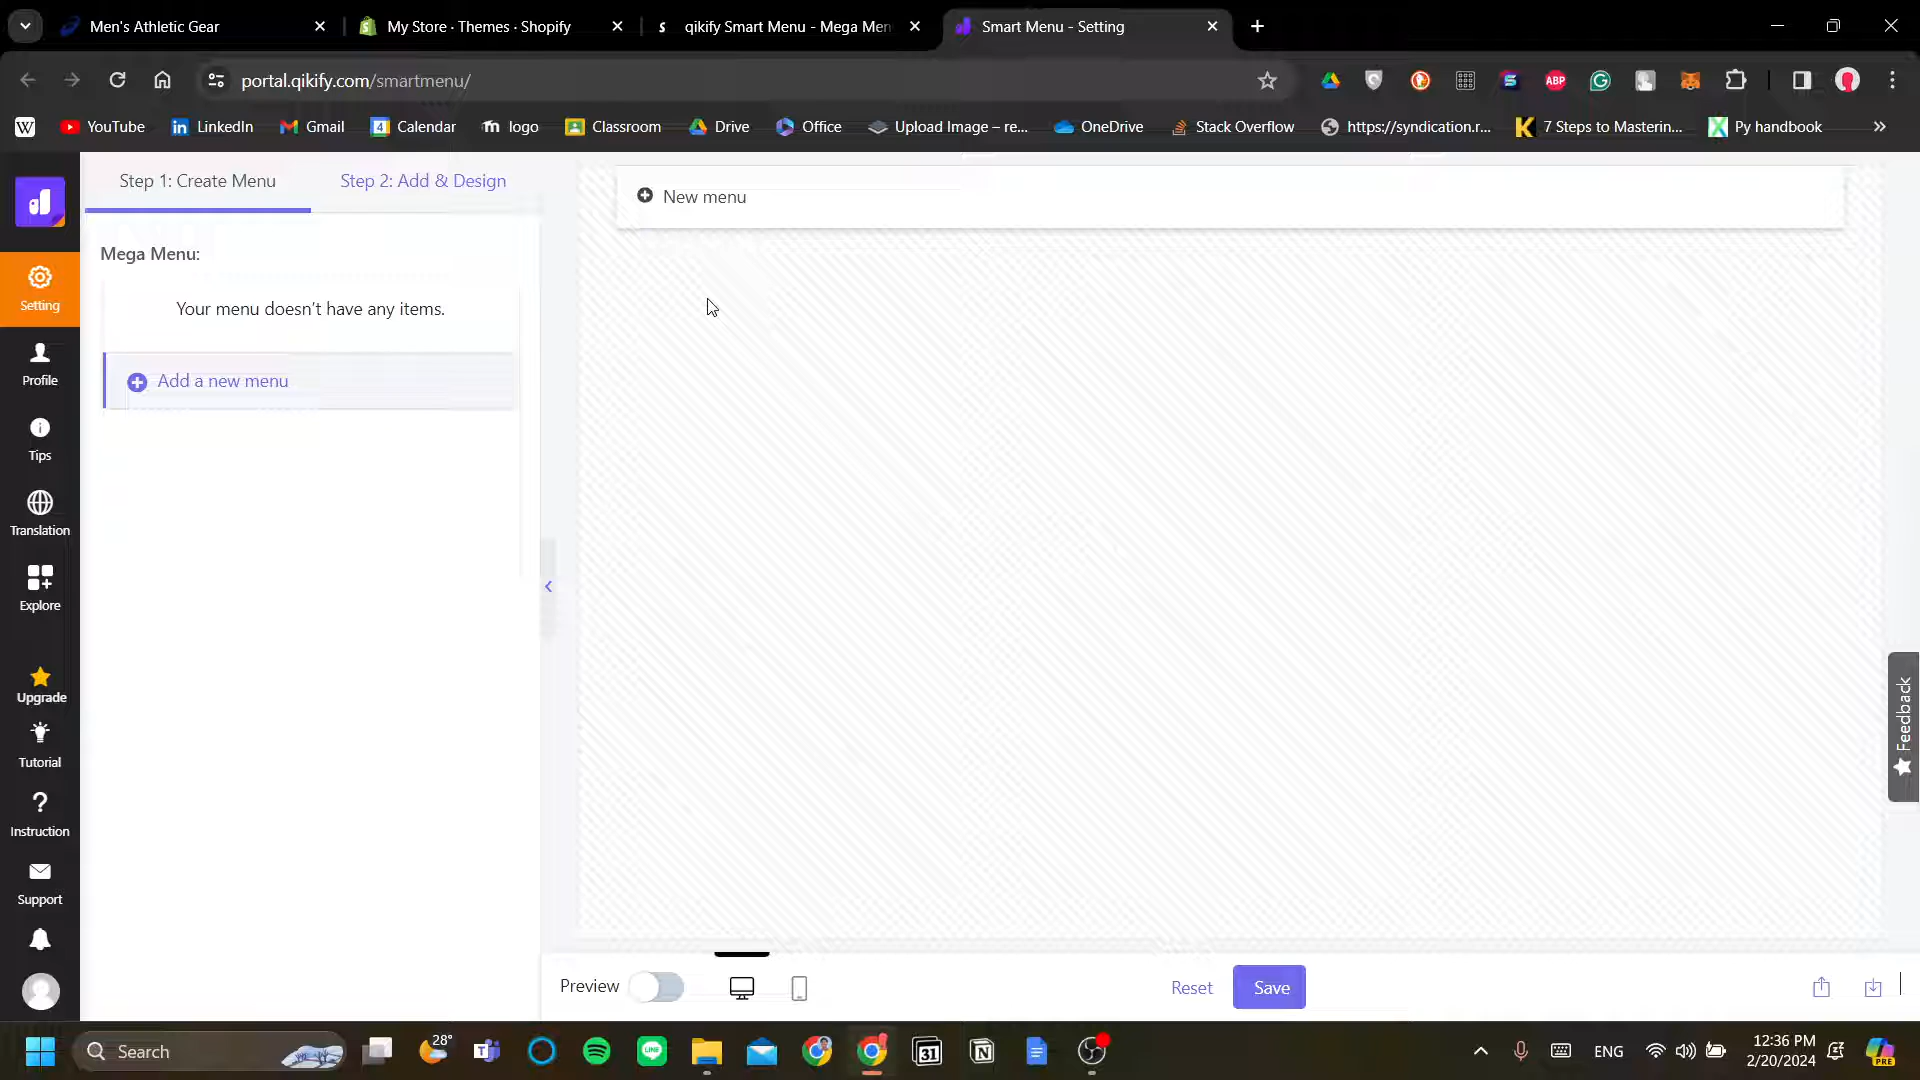 Men's Athletic Gear
My Store · Themes · Shopify
qikify Smart Menu - Mega Men
Smart Menu - Setting
portal.qikify.com/smartmenu/
ABP
W
YouTube
LinkedIn
Gmail
Calendar
logo
Classroom
Drive
Office
Upload Image – re...
OneDrive
Stack Overflow
https://syndication.r...
7 Steps to Masterin...
Py handbook
Step 1: Create Menu
Step 2: Add & Design
New menu
Mega Menu:
Your menu doesn't have any items.
Add a new menu
Setting
Profile
Tips
Translation
Explore
Upgrade
Tutorial
Instruction
Support
Feedback
Preview
Reset
Save
Search
28°
31
ENG
12:36 PM
2/20/2024
PRE